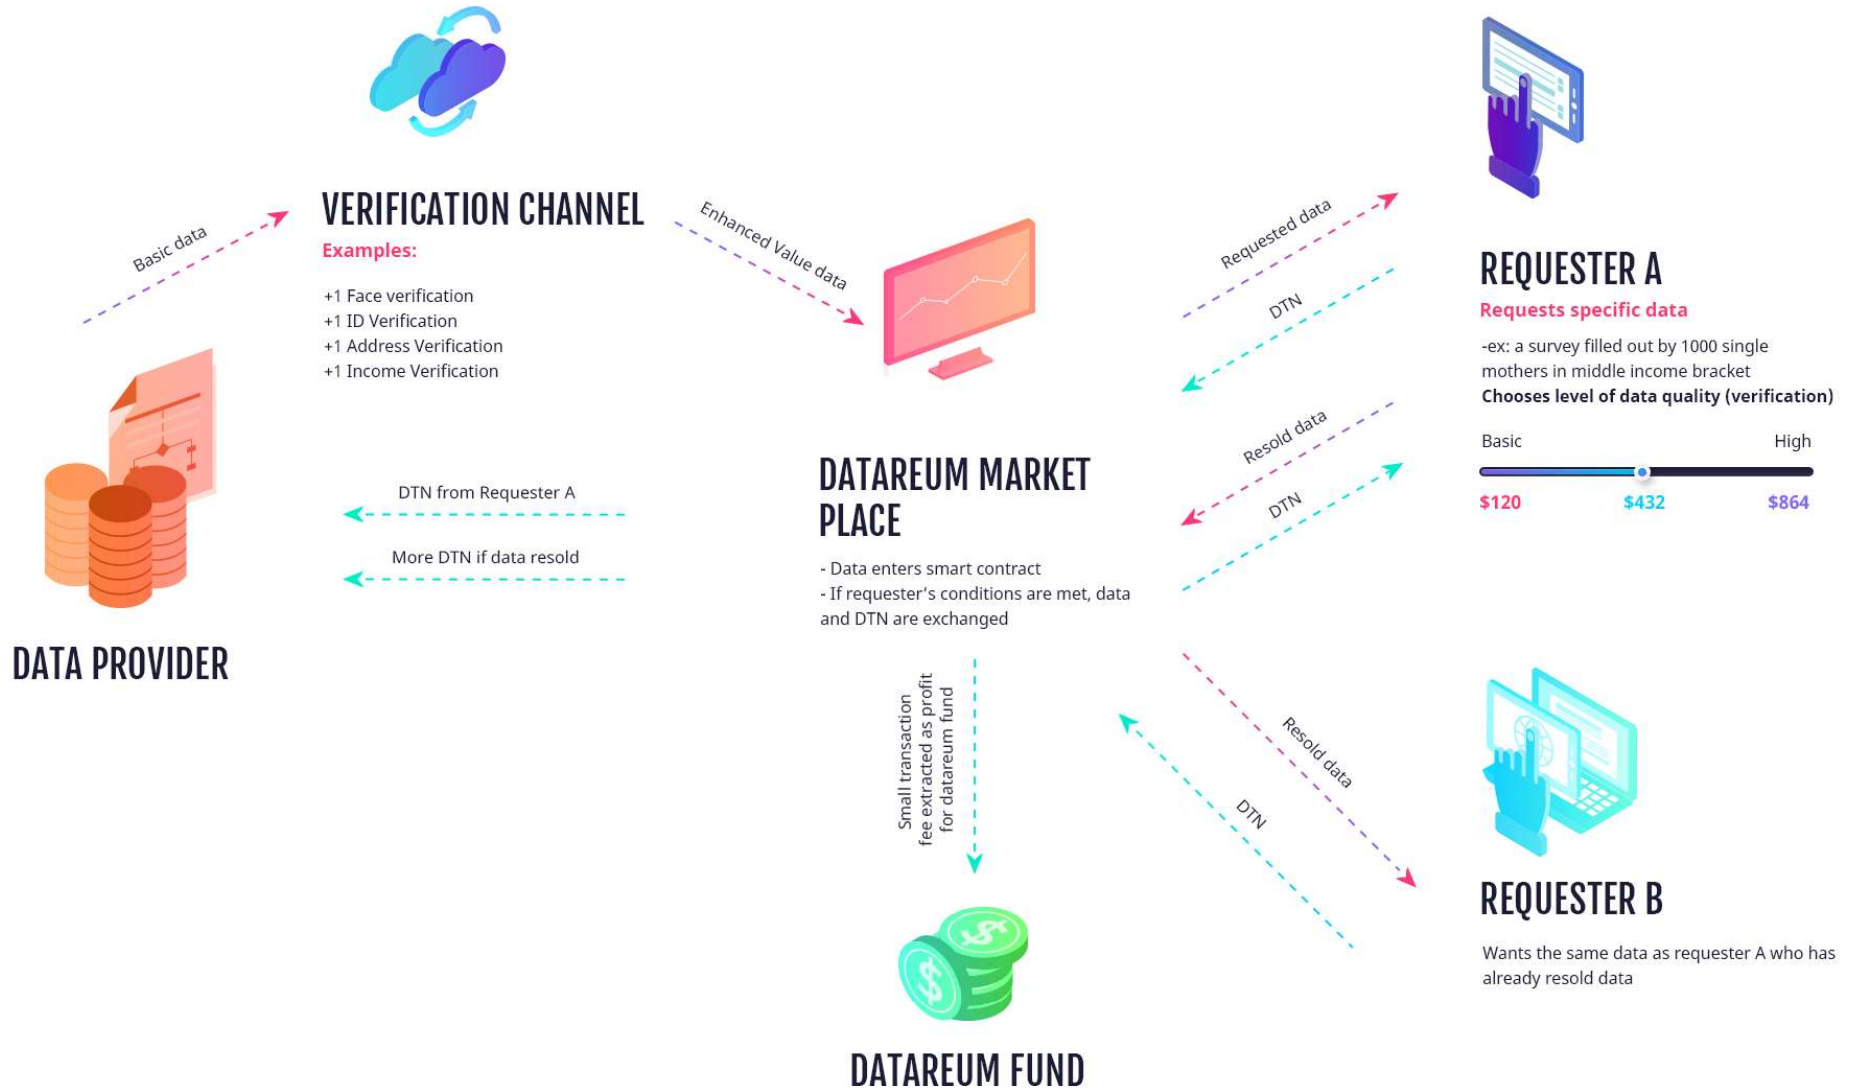 VERIFICATION CHANNEL
Examples:
+1 Face verification
+1 ID Verification
+1 Address Verification
+1 Income Verification
Basic data
Enhanced Value data
DTN from Requester A
More DTN if data resold
DATA PROVIDER
DATAREUM MARKET
PLACE
- Data enters smart contract
- If requester’s conditions are met, data
and DTN are exchanged
Small transaction
fee extracted as profit
for datareum fund
DATAREUM FUND
Requested data
DTN
Resold data
DTN
REQUESTER A
Requests specific data
-ex: a survey filled out by 1000 single
mothers in middle income bracket
Chooses level of data quality (verification)
Basic High
$120 $432 $864
Resold data
DTN
REQUESTER B
Wants the same data as requester A who has
already resold data